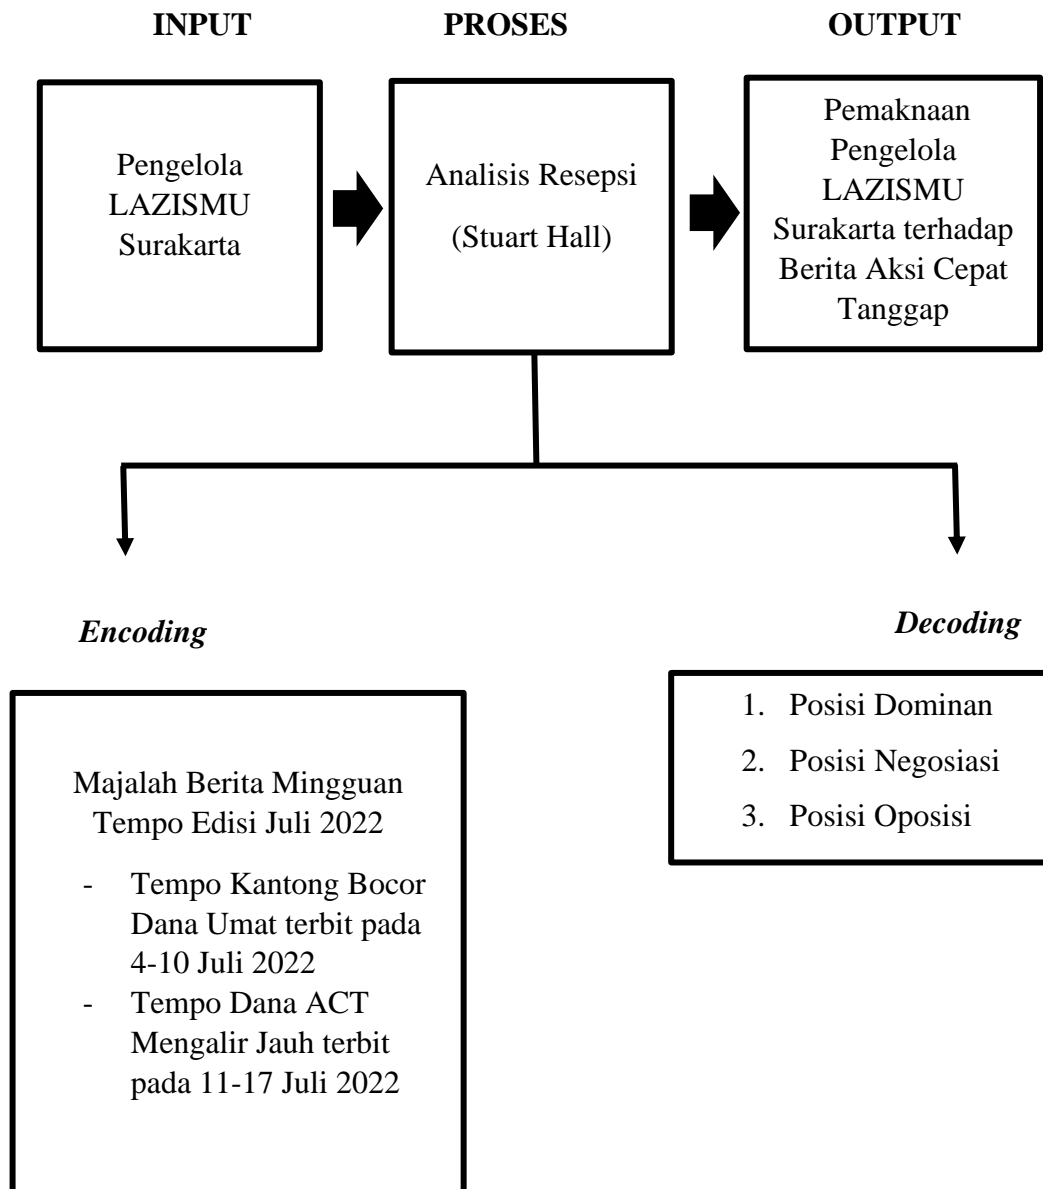 INPUT
PROSES
OUTPUT
Pengelola
LAZISMU
Surakarta
Analisis Resepsi
(Stuart Hall)
Pemaknaan
Pengelola
LAZISMU
Surakarta terhadap
Berita Aksi Cepat
Tanggap
Encoding
Majalah Berita Mingguan
Tempo Edisi Juli 2022
- Tempo Kantong Bocor
Dana Umat terbit pada
4-10 Juli 2022
- Tempo Dana ACT
Mengalir Jauh terbit
pada 11-17 Juli 2022
Decoding
1. Posisi Dominan
2. Posisi Negosiasi
3. Posisi Oposisi